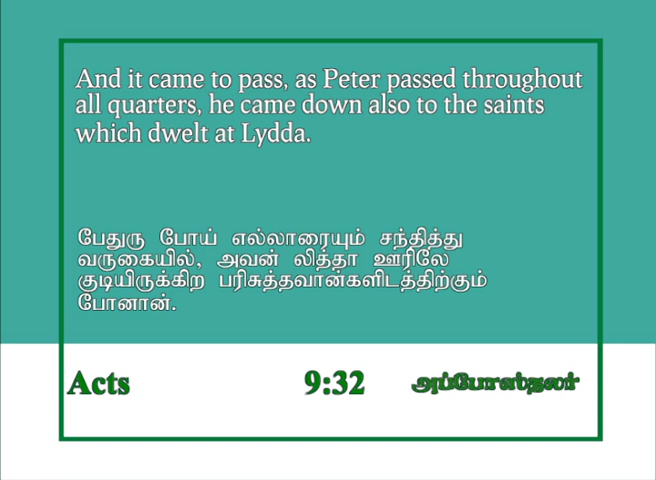 And it came to pass, as Peter passed throughout
all quarters, he came down also to the saints
which dwelt at Lydda.
பேதுரு போய் எல்லாரையும் சந்தித்து
வருகையில், அவன் லித்தா ஊரிலே
குடியிருக்கிற பரிசுத்தவான்களிடத்திற்கும்
போனான்.
Acts 9:32 அப்போஸ்தலர்